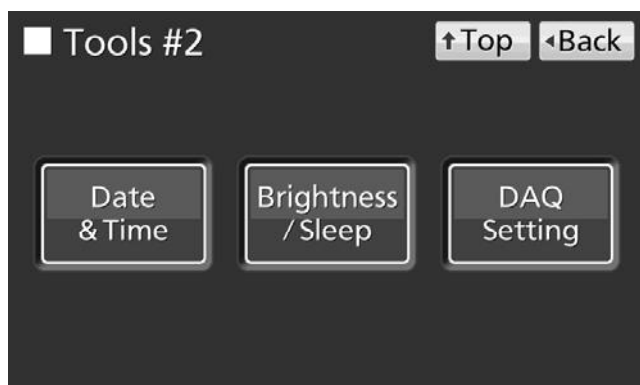 Tools #2
Top
Back
Date
& Time
Brightness
/ Sleep
DAQ
Setting